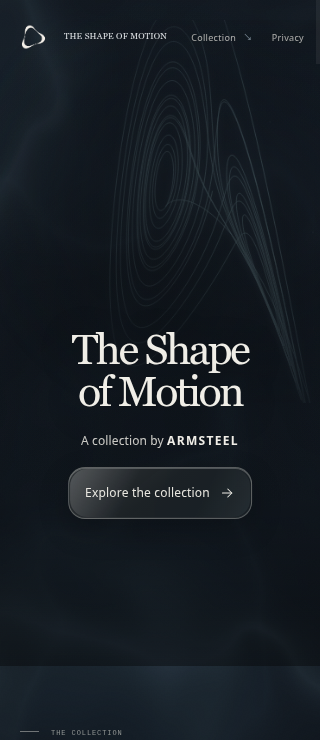 THE SHAPE OF MOTION
Collection ↘
Privacy
The Shape
of Motion
A collection by ARMSTEEL
Explore the collection →
THE COLLECTION